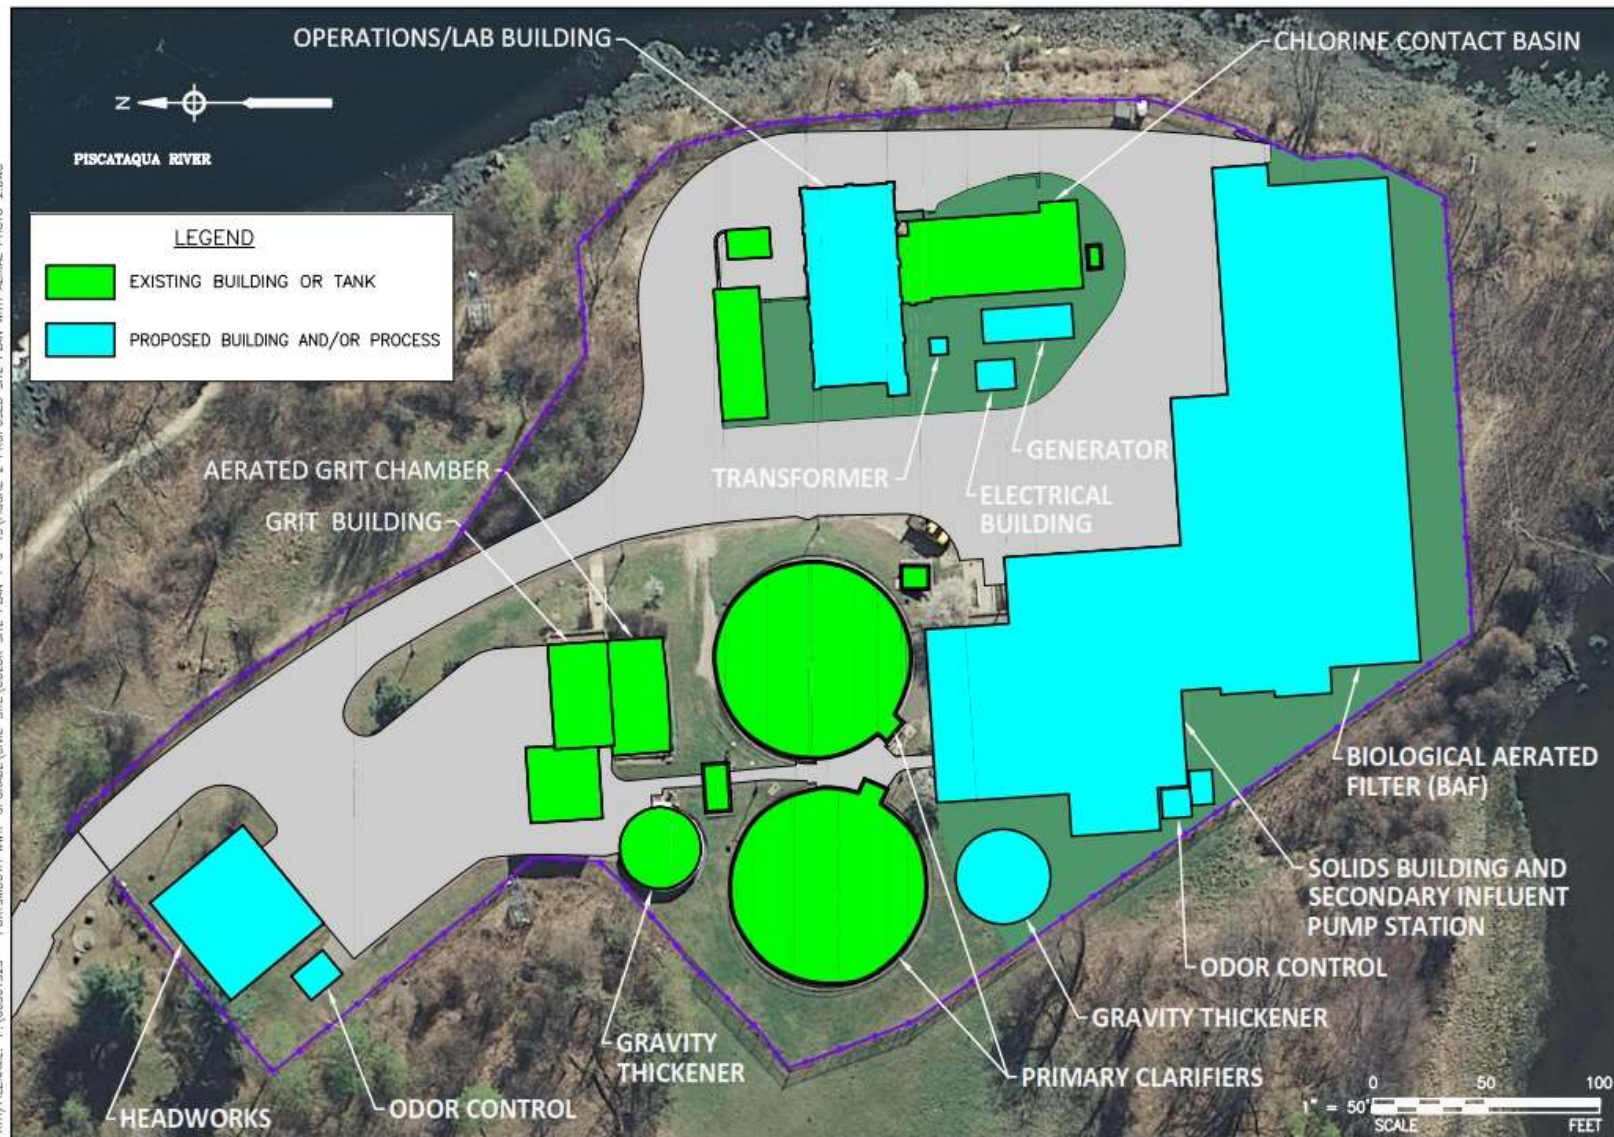 OPERATIONS/LAB BUILDING
CHLORINE CONTACT BASIN
N
PISCATAQUA RIVER
LEGEND
EXISTING BUILDING OR TANK
PROPOSED BUILDING AND/OR PROCESS
AERATED GRIT CHAMBER
GRIT BUILDING
TRANSFORMER
GENERATOR
ELECTRICAL
BUILDING
BIOLOGICAL AERATED
FILTER (BAF)
SOLIDS BUILDING AND
SECONDARY INFLUENT
PUMP STATION
ODOR CONTROL
GRAVITY THICKENER
GRAVITY
THICKENER
PRIMARY CLARIFIERS
HEADWORKS
ODOR CONTROL
0 50 100
1" = 50'
SCALE FEET